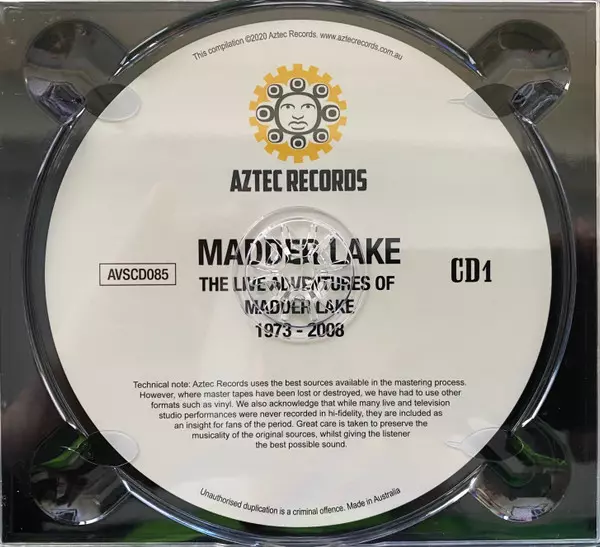 This compilation ©2020 Aztec Records. www.aztecrecords.com.au
AZTEC RECORDS
MADDER LAKE
AVSCD085
THE LIVE ADVENTURES OF
MADDER LAKE
1973 - 2008
CD1
Technical note: Aztec Records uses the best sources available in the mastering process.
However, where master tapes have been lost or destroyed, we have had to use other
formats such as vinyl. We also acknowledge that while many live and television
studio performances were never recorded in hi-fidelity, they are included as
an insight for fans of the period. Great care is taken to preserve the
musicality of the original sources, whilst giving the listener
the best possible sound.
Unauthorised duplication is a criminal offence. Made in Australia